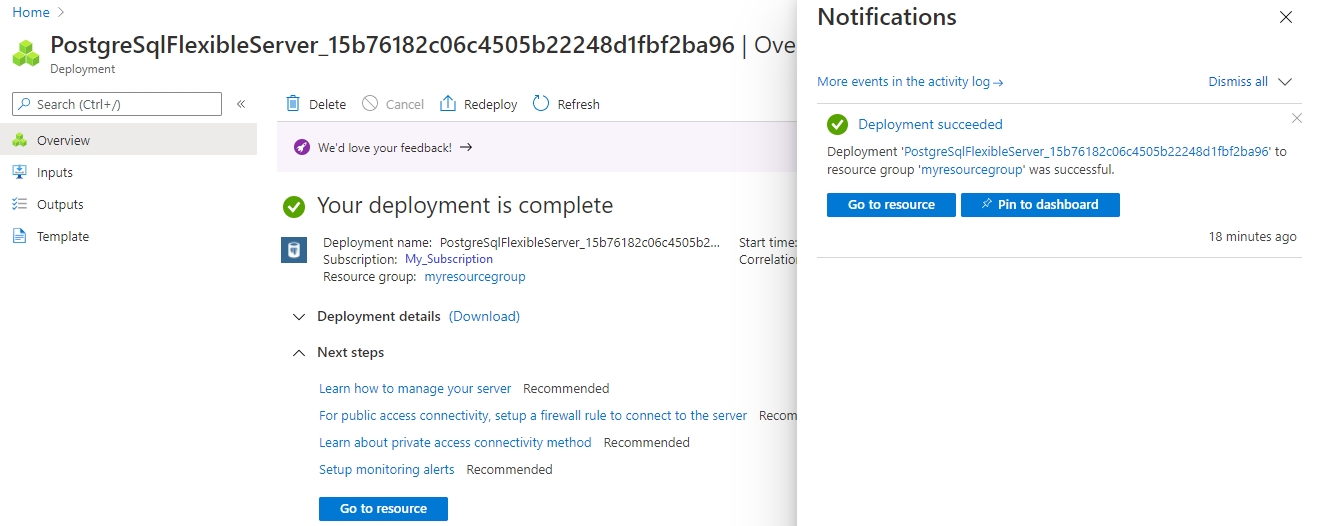 Home >
PostgreSqlFlexibleServer_15b76182c06c4505b22248d1fbf2ba96 | Ove
Deployment
Search (Ctrl+/)
«
Overview
Inputs
Outputs
Template
Delete Cancel Redeploy Refresh
We'd love your feedback! →
Your deployment is complete
Deployment name: PostgreSqlFlexibleServer_15b76182c06c4505b2... Start time:
Subscription: My_Subscription Correlation
Resource group: myresourcegroup
Deployment details (Download)
Next steps
Learn how to manage your server Recommended
For public access connectivity, setup a firewall rule to connect to the server Recom
Learn about private access connectivity method Recommended
Setup monitoring alerts Recommended
Go to resource
Notifications
More events in the activity log → Dismiss all
Deployment succeeded
Deployment 'PostgreSqlFlexibleServer_15b76182c06c4505b22248d1fbf2ba96' to
resource group 'myresourcegroup' was successful.
Go to resource Pin to dashboard
18 minutes ago